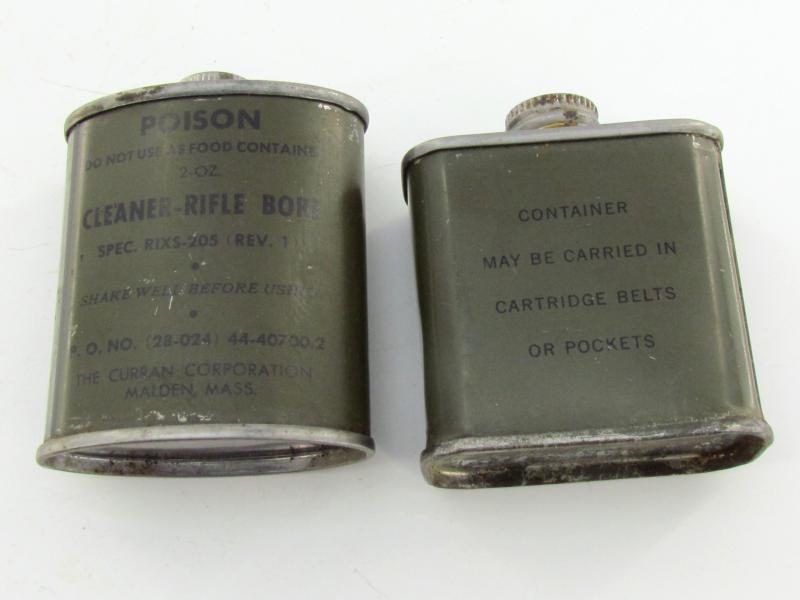 POISON
DO NOT USE AS FOOD CONTAINS
2-OZ.
CLEANER-RIFLE BORE
SPEC. RIXS-205 (REV. 1)
SHAKE WELL BEFORE USING
P. O. NO. (28-024) 44-40700.2
THE CURRAN CORPORATION
MALDEN, MASS.
CONTAINER
MAY BE CARRIED IN
CARTRIDGE BELTS
OR POCKETS